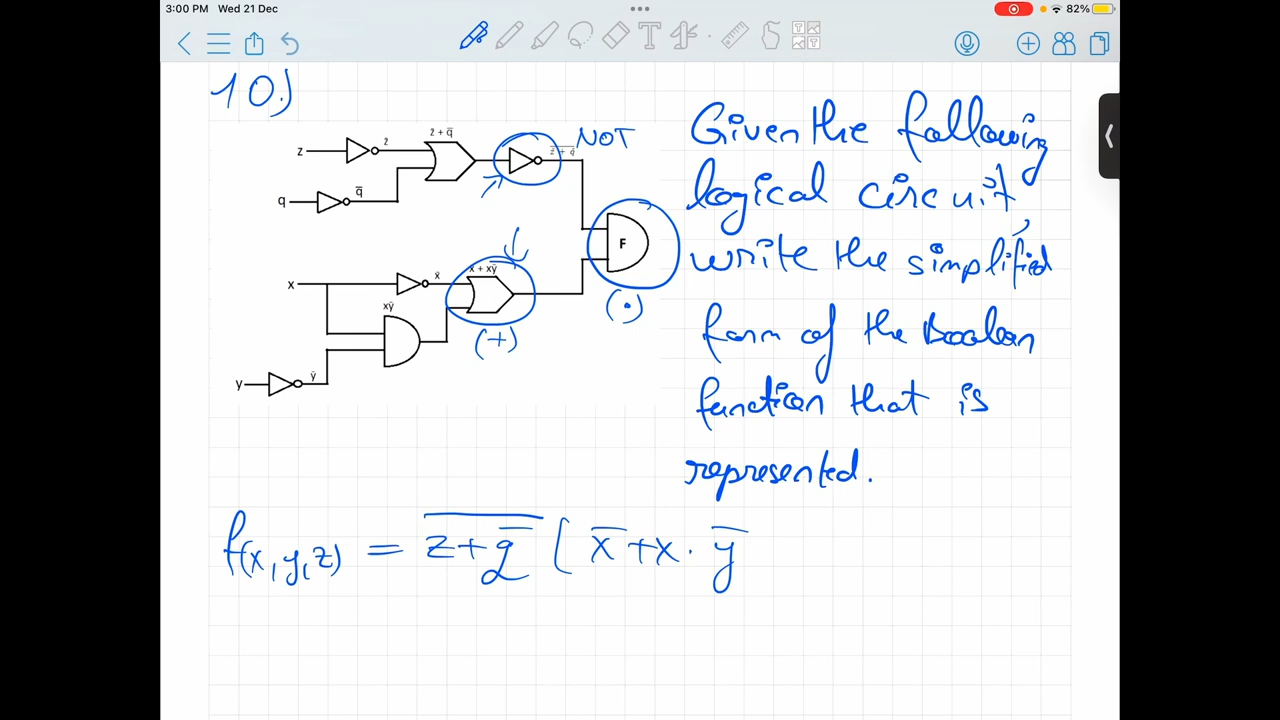 3:00 PM Wed 21 Dec
82%
10)
Given the following
logical circuit,
write the simplified
form of the Boolean
function that is
represented.
z
z
z + q̅
z̅ + q̅
NOT
q
q̅
F
(·)
x
x̄
x + xȳ
xȳ
(+)
y
ȳ
f(x,y,z) = \overline{z+q̅} [ x̅ + x · y̅